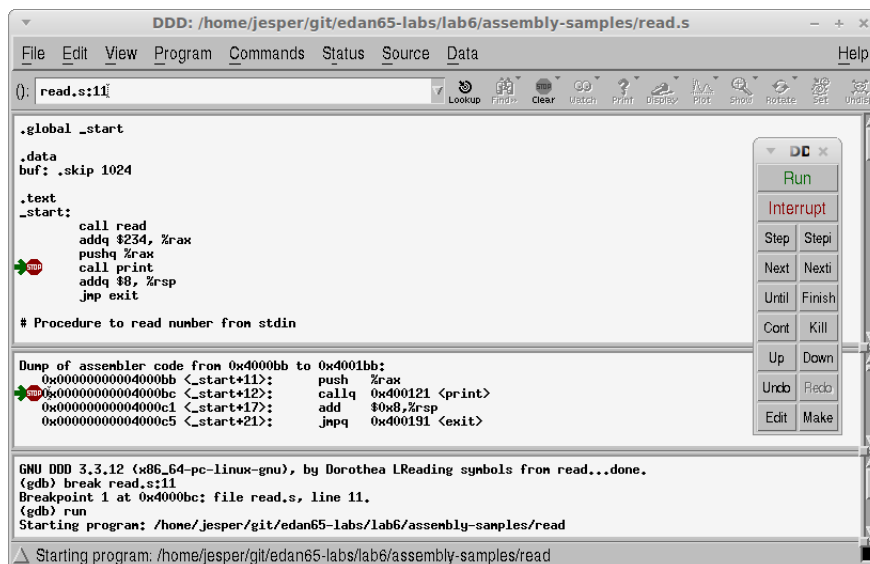 DDD: /home/jesper/git/edan65-labs/lab6/assembly-samples/read.s
File Edit View Program Commands Status Source Data Help
(): read.s:11
Lookup Find» Clear Watch Print Display Plot Show Rotate Set Undis
.global _start
.data
buf: .skip 1024
.text
_start:
call read
addq $234, %rax
pushq %rax
STOP call print
addq $8, %rsp
jmp exit
# Procedure to read number from stdin
DD
Run
Interrupt
Step Stepi
Next Nexti
Until Finish
Cont Kill
Up Down
Undo Redo
Edit Make
Dump of assembler code from 0x4000bb to 0x4001bb:
0x00000000004000bb <_start+11>: push %rax
STOP 0x00000000004000bc <_start+12>: callq 0x400121 <print>
0x00000000004000c1 <_start+17>: add $0x8,%rsp
0x00000000004000c5 <_start+21>: jmpq 0x400191 <exit>
GNU DDD 3.3.12 (x86_64-pc-linux-gnu), by Dorothea LReading symbols from read...done.
(gdb) break read.s:11
Breakpoint 1 at 0x4000bc: file read.s, line 11.
(gdb) run
Starting program: /home/jesper/git/edan65-labs/lab6/assembly-samples/read
Starting program: /home/jesper/git/edan65-labs/lab6/assembly-samples/read